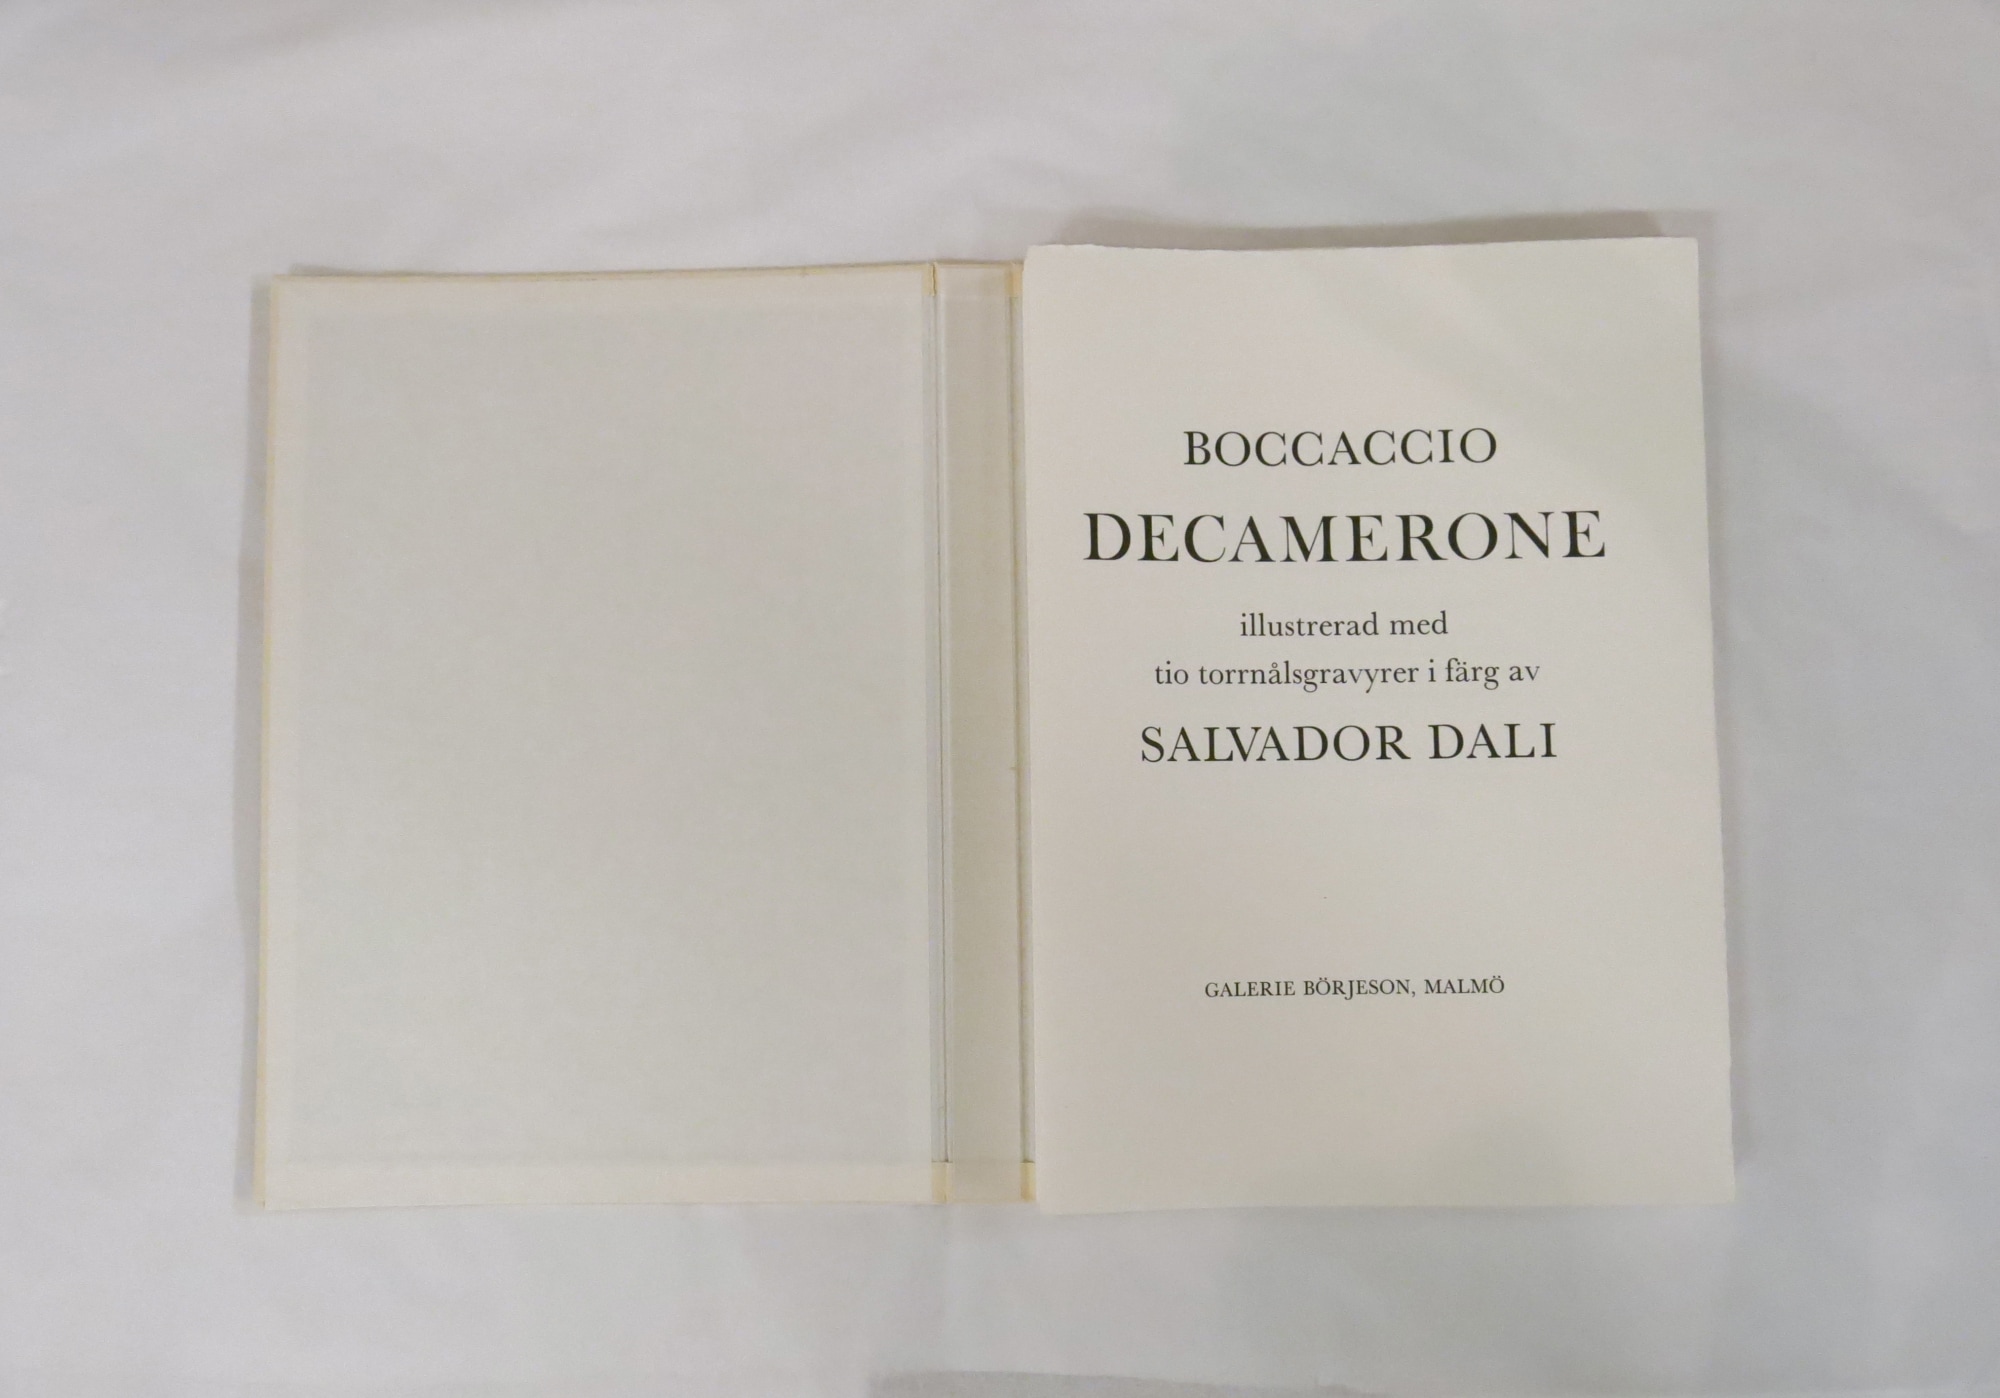 BOCCACCIO
DECAMERONE
illustrerad med
tio torrnålsgravyrer i färg av
SALVADOR DALI
GALERIE BÖRJESON, MALMÖ